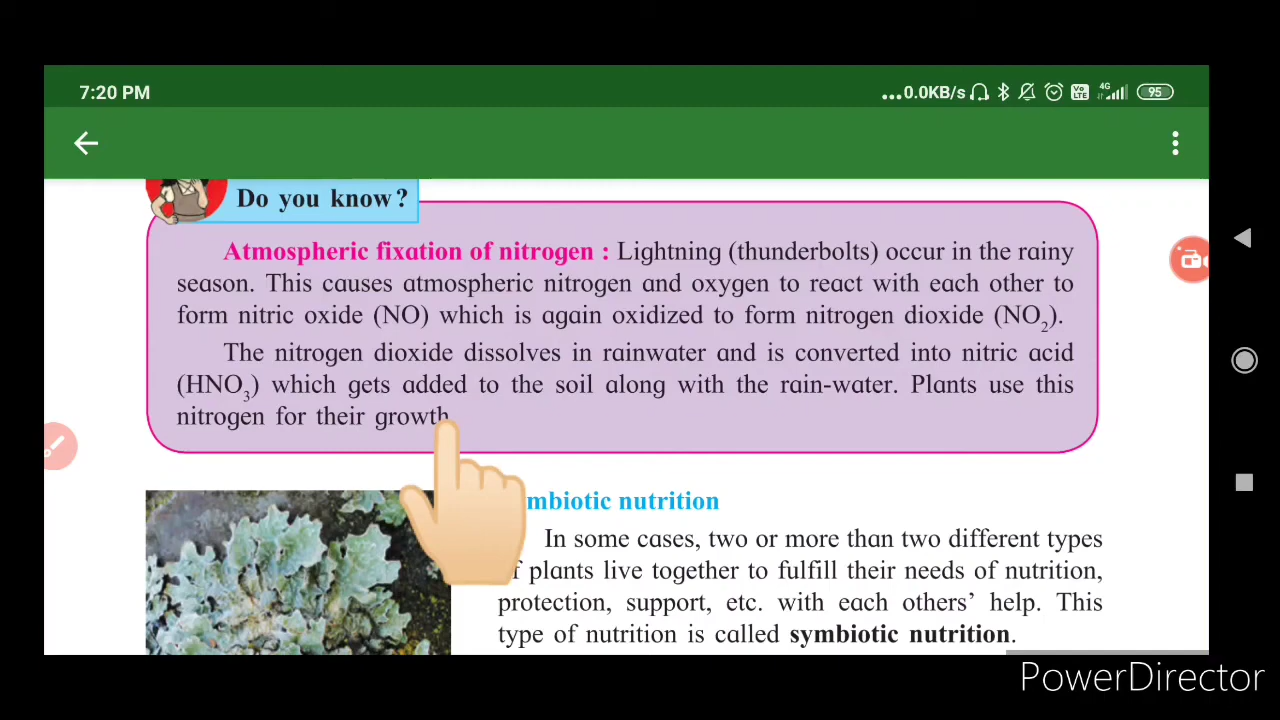 7:20 PM
...0.0KB/s
Vo
LTE
4G
95
Do you know?
Atmospheric fixation of nitrogen : Lightning (thunderbolts) occur in the rainy
season. This causes atmospheric nitrogen and oxygen to react with each other to
form nitric oxide (NO) which is again oxidized to form nitrogen dioxide (NO₂).
The nitrogen dioxide dissolves in rainwater and is converted into nitric acid
(HNO₃) which gets added to the soil along with the rain-water. Plants use this
nitrogen for their growth
mbiotic nutrition
In some cases, two or more than two different types
f plants live together to fulfill their needs of nutrition,
protection, support, etc. with each others' help. This
type of nutrition is called symbiotic nutrition.
PowerDirector